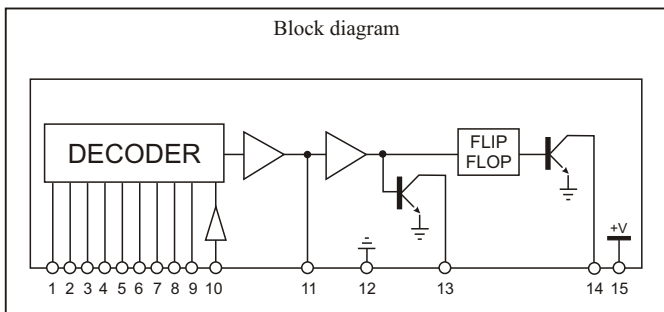 Block diagram
DECODER
FLIP
FLOP
+V
1 2 3 4 5 6 7 8 9 10 11 12 13 14 15